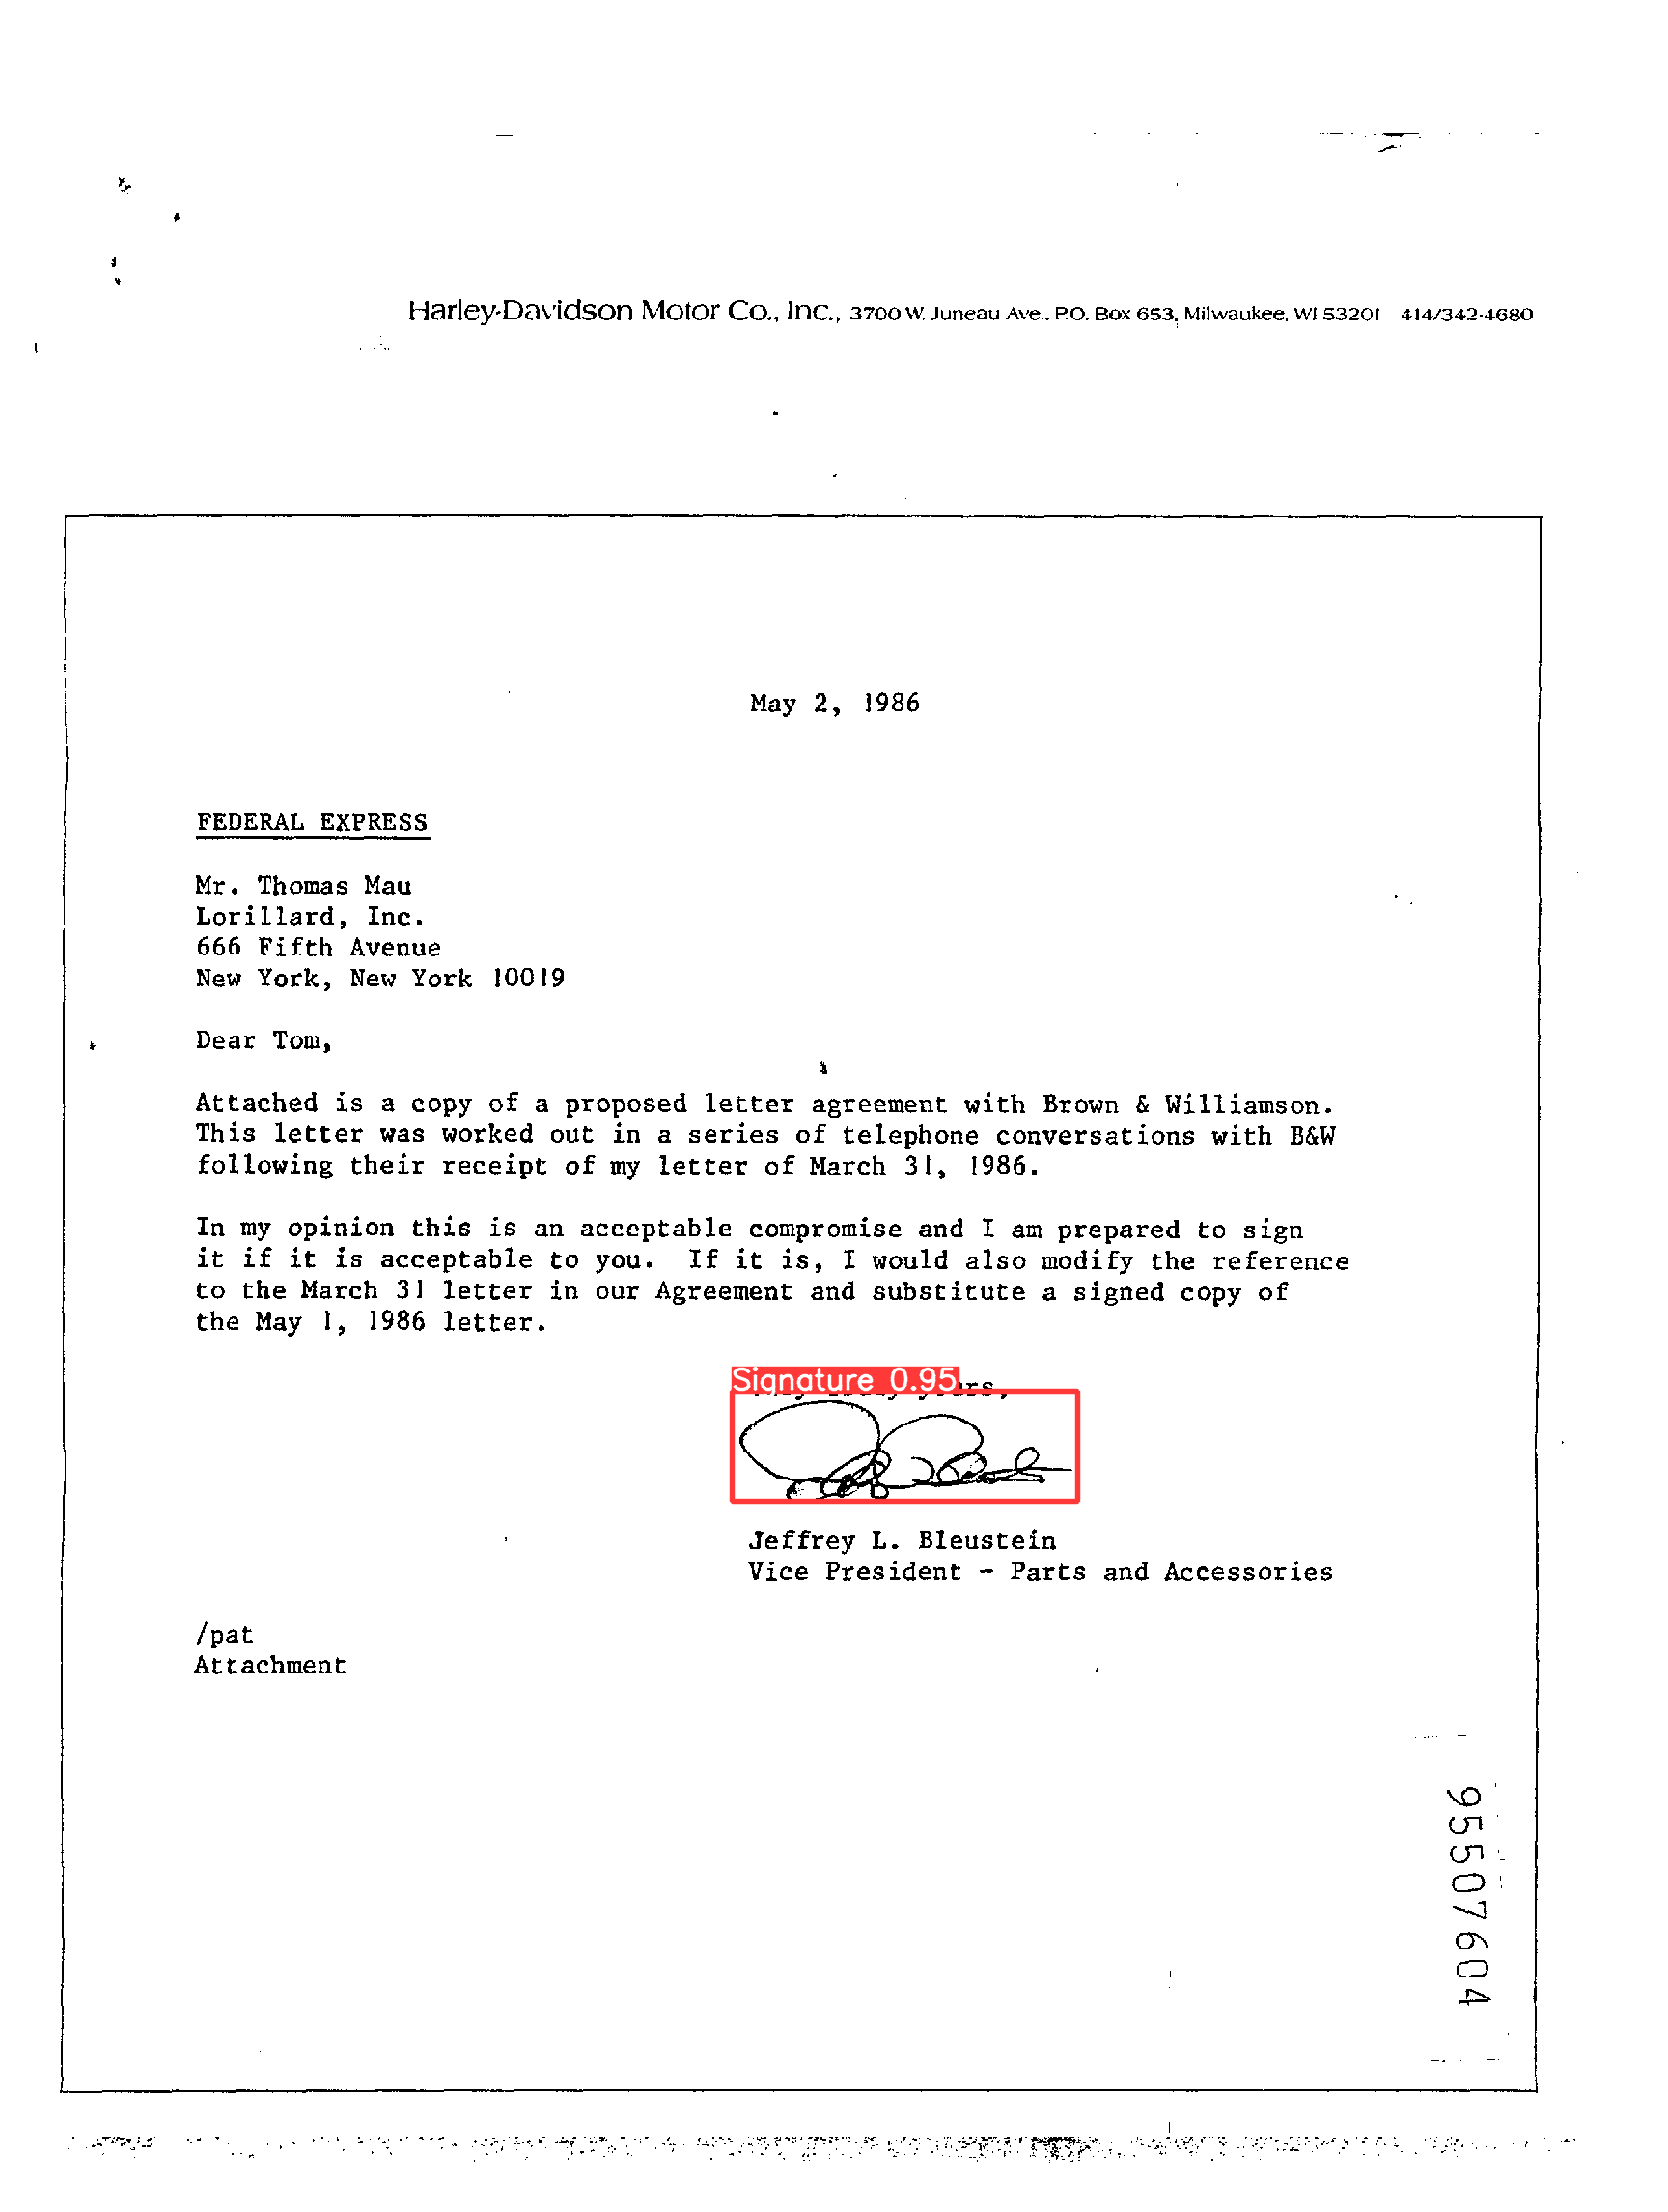 Harley-Davidson Motor Co., Inc., 3700 W. Juneau Ave., P.O. Box 653, Milwaukee, WI 53201 414/342-4680
May 2, 1986
FEDERAL EXPRESS
Mr. Thomas Mau
Lorillard, Inc.
666 Fifth Avenue
New York, New York 10019
Dear Tom,
Attached is a copy of a proposed letter agreement with Brown & Williamson.
This letter was worked out in a series of telephone conversations with B&W
following their receipt of my letter of March 31, 1986.
In my opinion this is an acceptable compromise and I am prepared to sign
it if it is acceptable to you. If it is, I would also modify the reference
to the March 31 letter in our Agreement and substitute a signed copy of
the May 1, 1986 letter.
Signature 0.95
Jeffrey L. Bleustein
Vice President - Parts and Accessories
/pat
Attachment
95507604